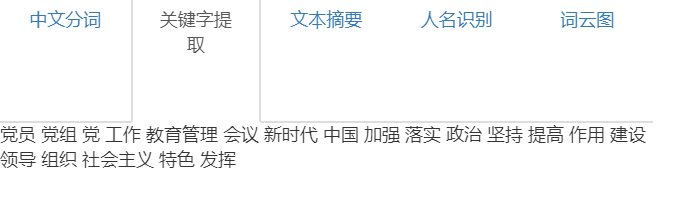 中文分词
关键字提
取
文本摘要
人名识别
词云图
党员 党组 党 工作 教育管理 会议 新时代 中国 加强 落实 政治 坚持 提高 作用 建设
领导 组织 社会主义 特色 发挥